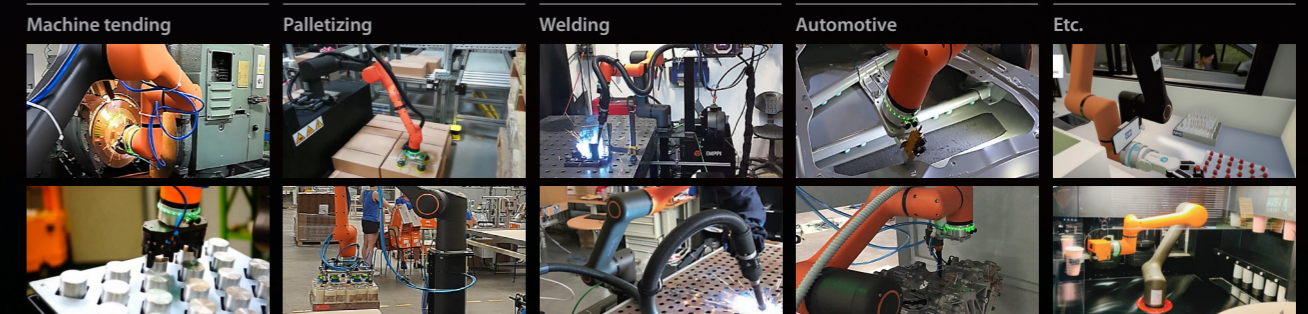 Machine tending
Palletizing
Welding
Automotive
Etc.